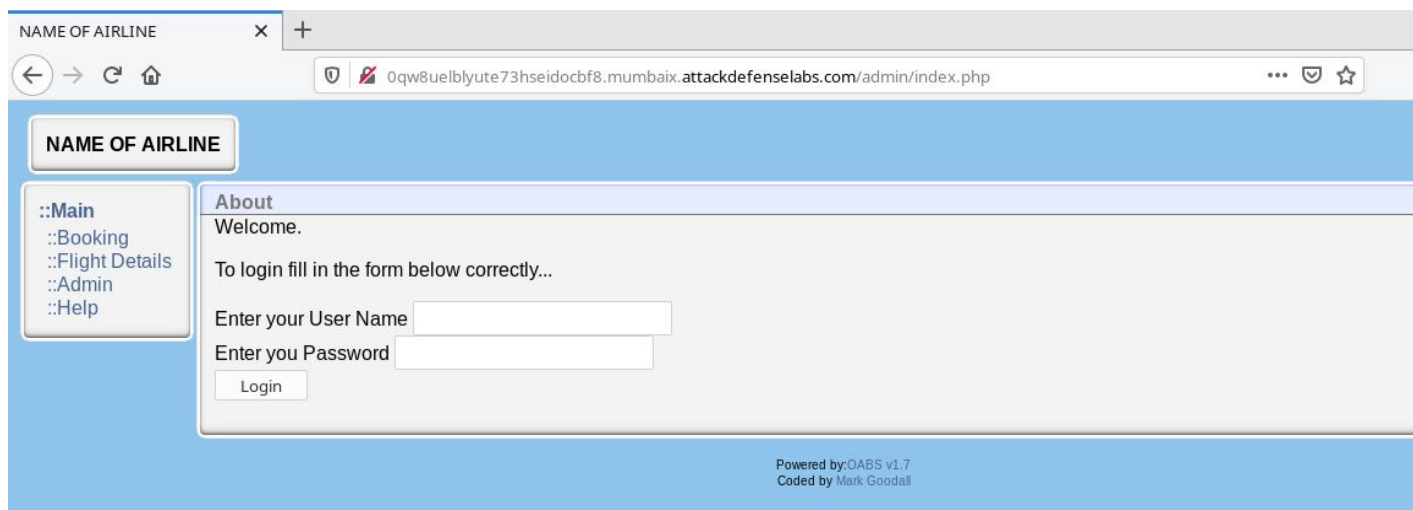 NAME OF AIRLINE
0qw8uelblyute73hseidocbf8.mumbaix.attackdefenselabs.com/admin/index.php
NAME OF AIRLINE
::Main
::Booking
::Flight Details
::Admin
::Help
About
Welcome.
To login fill in the form below correctly...
Enter your User Name
Enter you Password
Login
Powered by:OABS v1.7
Coded by Mark Goodall